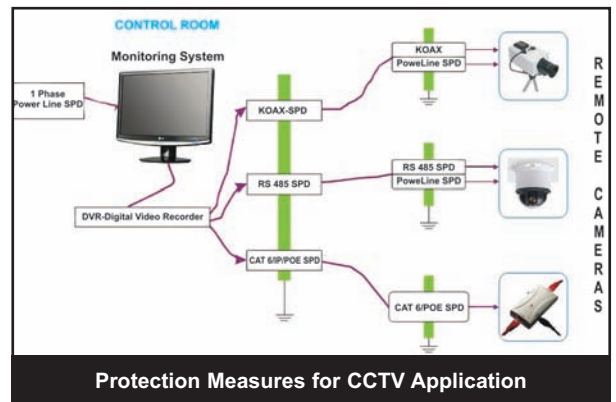 CONTROL ROOM
Monitoring System
1 Phase
Power Line SPD
DVR-Digital Video Recorder
KOAX-SPD
RS 485 SPD
CAT 6/IP/POE SPD
KOAX
PoweLine SPD
RS 485 SPD
PoweLine SPD
CAT 6/POE SPD
REMOTE CAMERAS
Protection Measures for CCTV Application